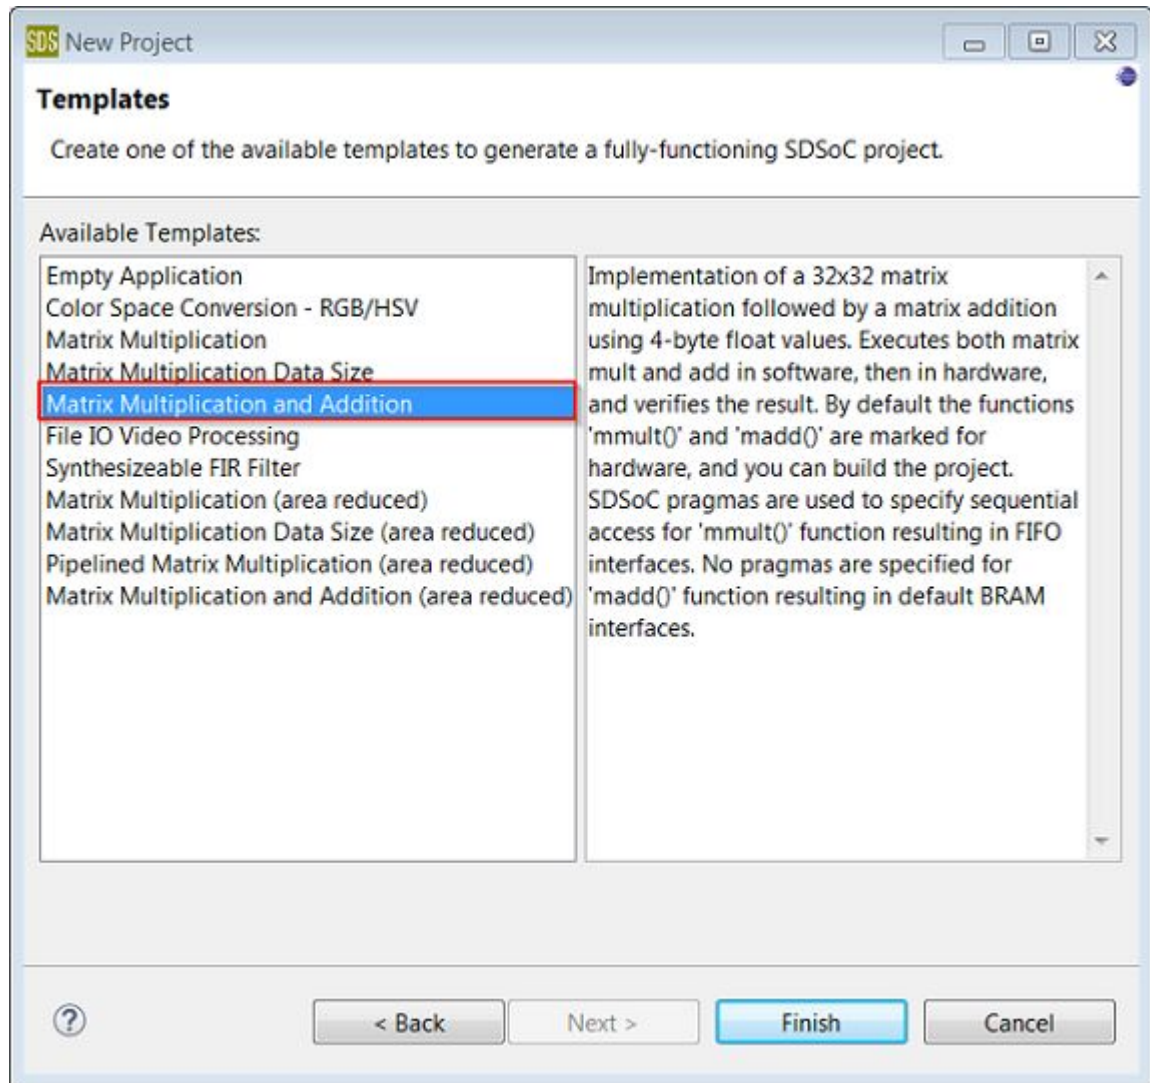 SDS New Project
Templates
Create one of the available templates to generate a fully-functioning SDSoC project.
Available Templates:
Empty Application
Color Space Conversion - RGB/HSV
Matrix Multiplication
Matrix Multiplication Data Size
Matrix Multiplication and Addition
File IO Video Processing
Synthesizeable FIR Filter
Matrix Multiplication (area reduced)
Matrix Multiplication Data Size (area reduced)
Pipelined Matrix Multiplication (area reduced)
Matrix Multiplication and Addition (area reduced)
Implementation of a 32x32 matrix
multiplication followed by a matrix addition
using 4-byte float values. Executes both matrix
mult and add in software, then in hardware,
and verifies the result. By default the functions
'mmult()' and 'madd()' are marked for
hardware, and you can build the project.
SDSoC pragmas are used to specify sequential
access for 'mmult()' function resulting in FIFO
interfaces. No pragmas are specified for
'madd()' function resulting in default BRAM
interfaces.
?
< Back
Next >
Finish
Cancel